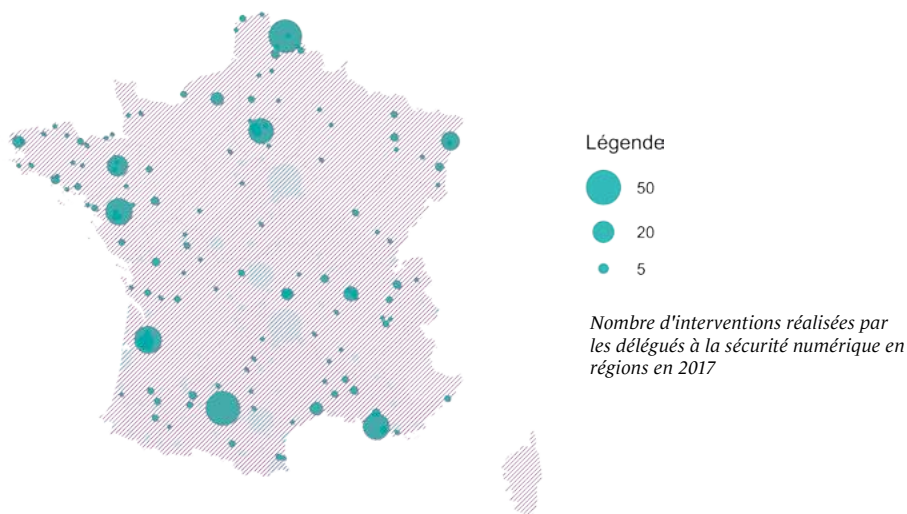 Légende
50
20
5
Nombre d'interventions réalisées par
les délégués à la sécurité numérique en
régions en 2017